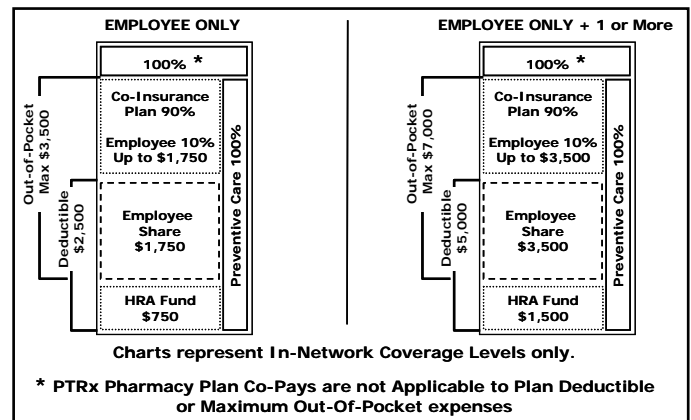 EMPLOYEE ONLY
100% *
Co-Insurance
Plan 90%
Employee 10%
Up to $1,750
Employee
Share
$1,750
HRA Fund
$750
Preventive Care 100%
Out-of-Pocket
Max $3,500
Deductible
$2,500
EMPLOYEE ONLY + 1 or More
100% *
Co-Insurance
Plan 90%
Employee 10%
Up to $3,500
Employee
Share
$3,500
HRA Fund
$1,500
Preventive Care 100%
Out-of-Pocket
Max $7,000
Deductible
$5,000
Charts represent In-Network Coverage Levels only.
* PTRx Pharmacy Plan Co-Pays are not Applicable to Plan Deductible
or Maximum Out-Of-Pocket expenses